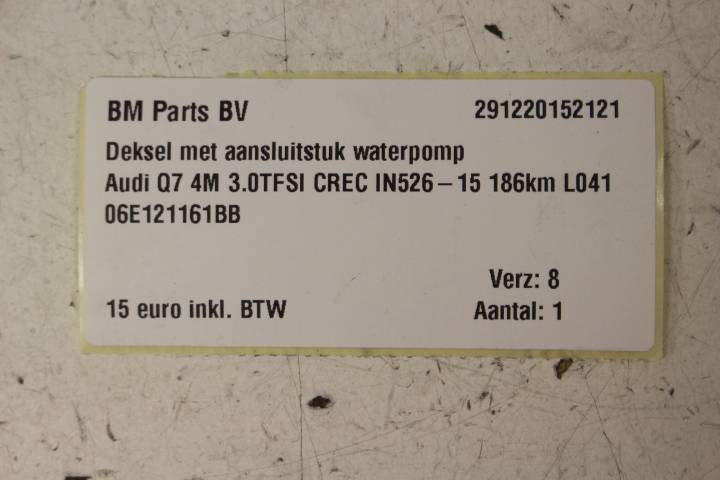 BM Parts BV 291220152121
Deksel met aansluitstuk waterpomp
Audi Q7 4M 3.0TFSI CREC IN526-15 186km L041
06E121161BB
Verz: 8
15 euro inkl. BTW Aantal: 1